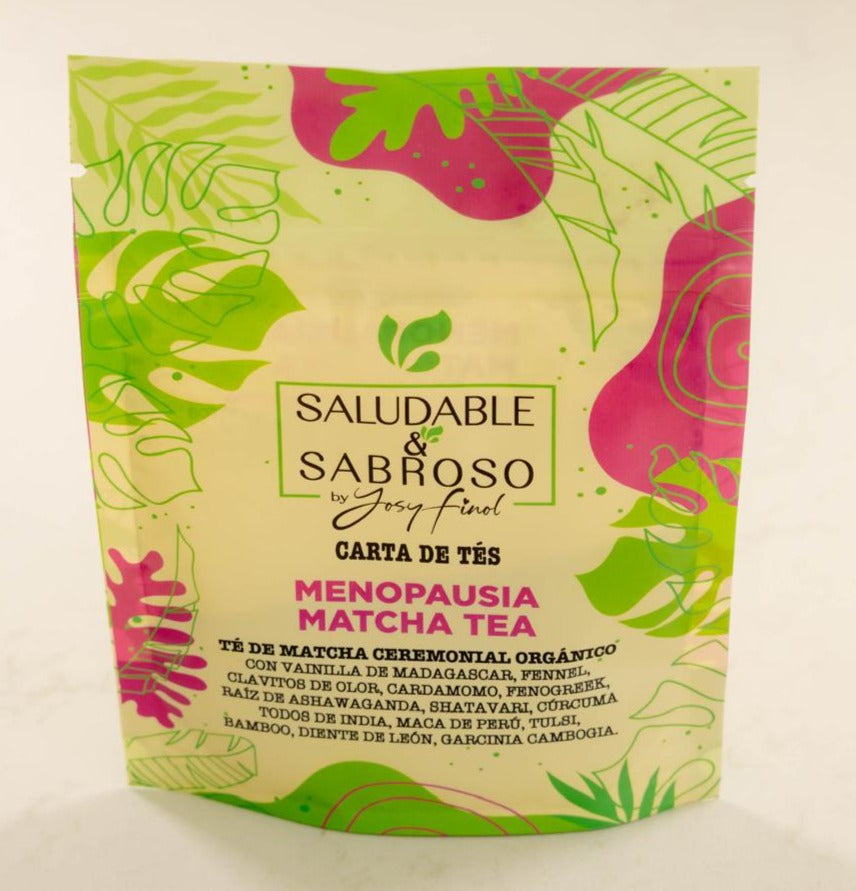 SALUDABLE
&
SABROSO
by Yosy Finol
CARTA DE TÉS
MENOPAUSIA
MATCHA TEA
TÉ DE MATCHA CEREMONIAL ORGÁNICO
CON VAINILLA DE MADAGASCAR, FENNEL,
CLAVITOS DE OLOR, CARDAMOMO, FENOGREEK,
RAÍZ DE ASHAWAGANDA, SHATAVARI, CÚRCUMA
TODOS DE INDIA, MACA DE PERÚ, TULSI,
BAMBOO, DIENTE DE LEÓN, GARCINIA CAMBOGIA.